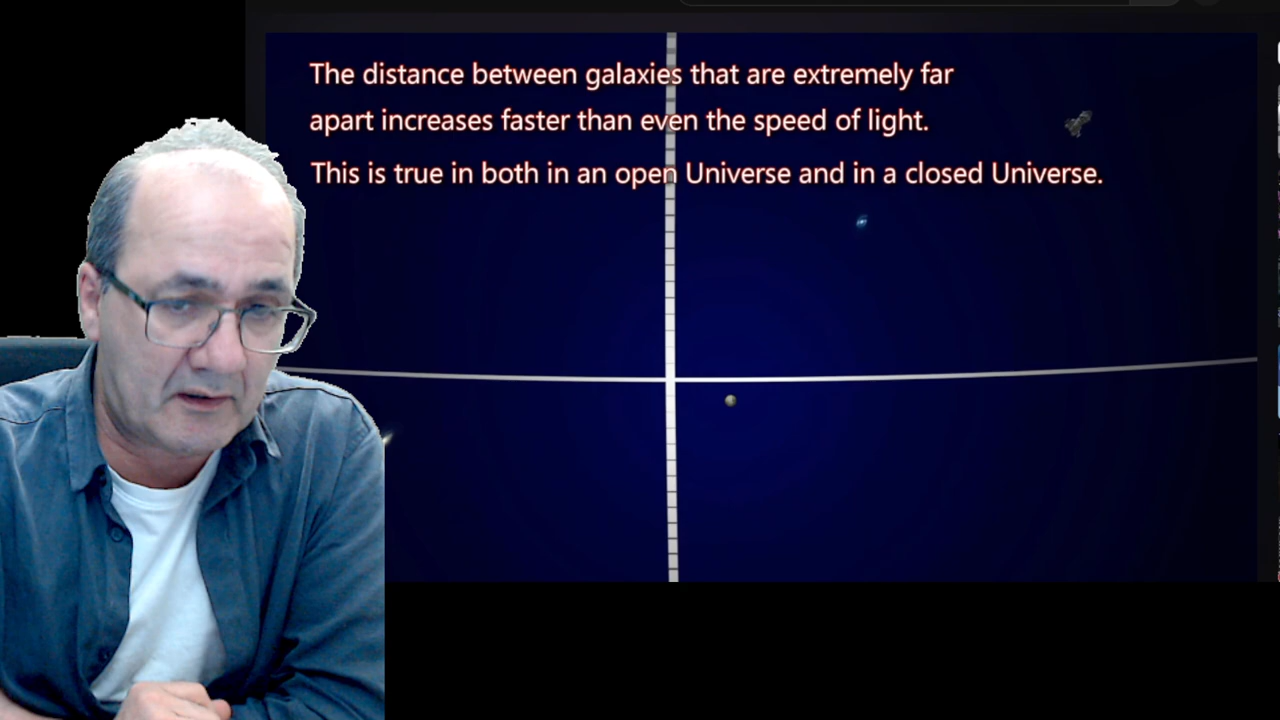 The distance between galaxies that are extremely far
apart increases faster than even the speed of light.
This is true in both in an open Universe and in a closed Universe.